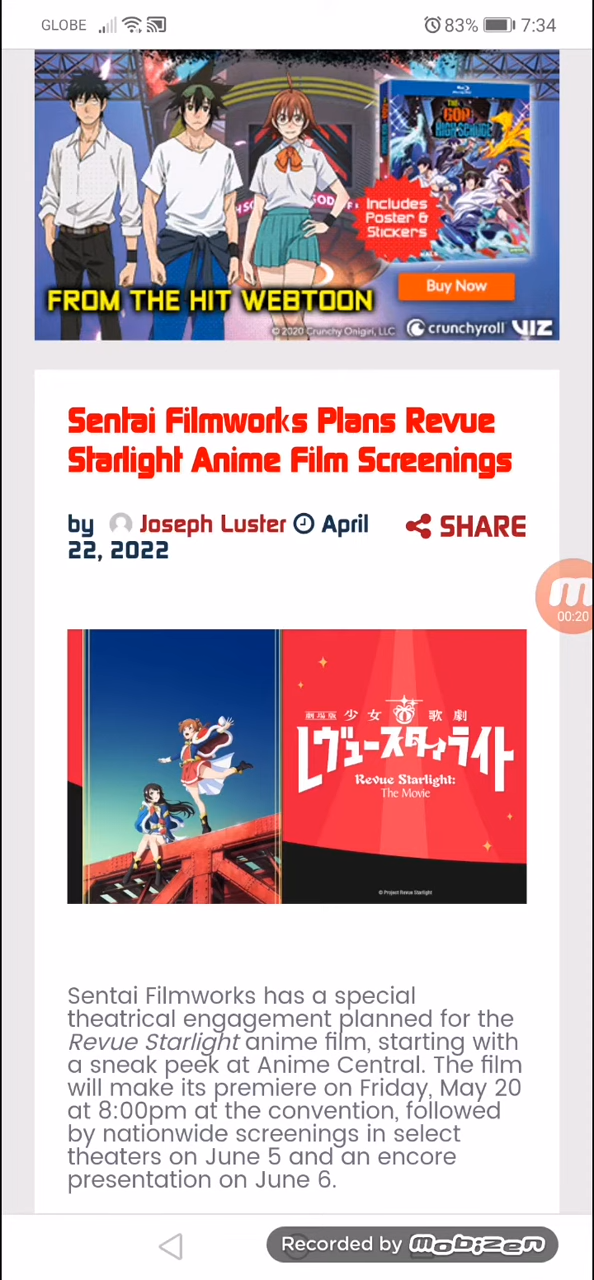 GLOBE 83% 7:34
THE
GOD
HIGH SCHOOL
Includes
Poster &
Stickers
Buy Now
FROM THE HIT WEBTOON
© 2020 Crunchy Onigiri, LLC crunchyroll VIZ
Sentai Filmworks Plans Revue
Starlight Anime Film Screenings
by Joseph Luster April
22, 2022
SHARE
00:20
劇場版 少女 歌劇
レヴュースタァライト
Revue Starlight:
The Movie
© Project Revue Starlight
Sentai Filmworks has a special
theatrical engagement planned for the
Revue Starlight anime film, starting with
a sneak peek at Anime Central. The film
will make its premiere on Friday, May 20
at 8:00pm at the convention, followed
by nationwide screenings in select
theaters on June 5 and an encore
presentation on June 6.
Recorded by mobizen